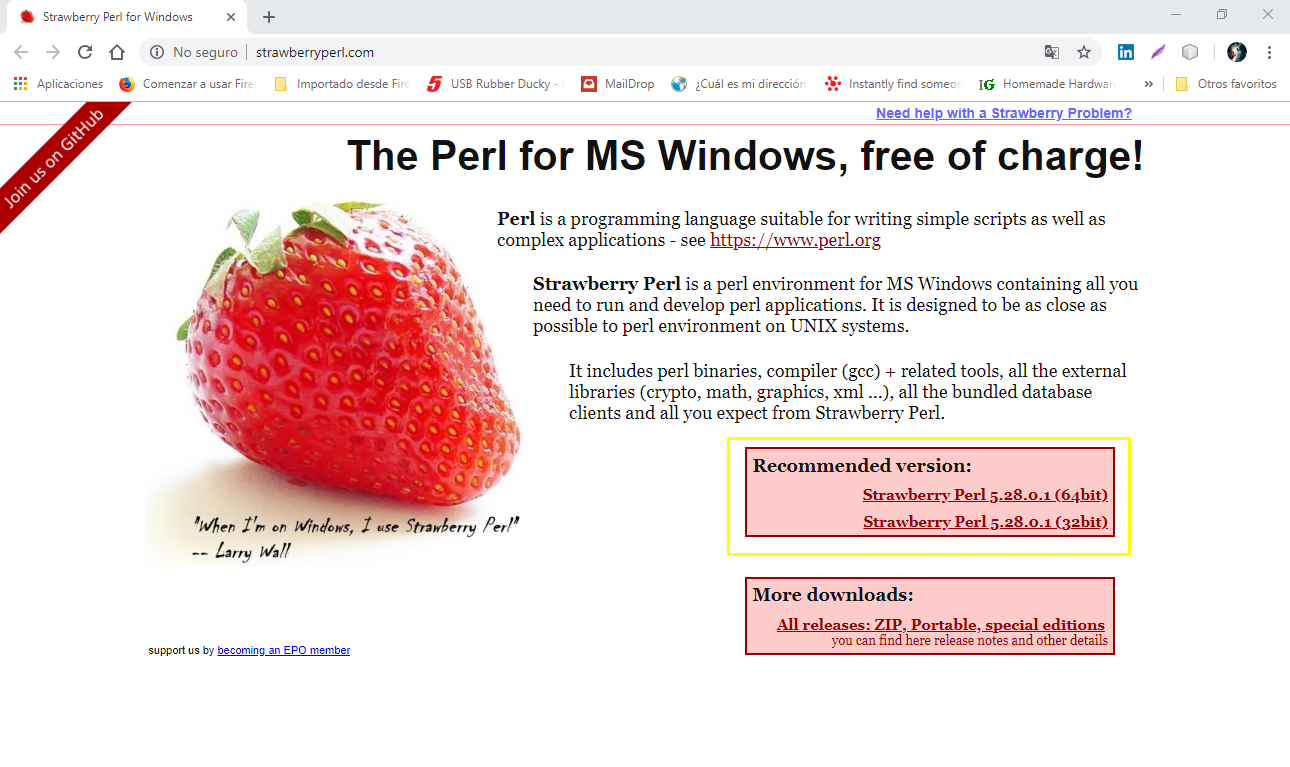 Strawberry Perl for Windows
No seguro
strawberryperl.com
Aplicaciones
Comenzar a usar Fire
Importado desde Fire
USB Rubber Ducky -
MailDrop
¿Cuál es mi dirección
Instantly find someon
IG
Homemade Hardware
»
Otros favoritos
Join us on GitHub
Need help with a Strawberry Problem?
The Perl for MS Windows, free of charge!
Perl is a programming language suitable for writing simple scripts as well as
complex applications - see https://www.perl.org
Strawberry Perl is a perl environment for MS Windows containing all you
need to run and develop perl applications. It is designed to be as close as
possible to perl environment on UNIX systems.
It includes perl binaries, compiler (gcc) + related tools, all the external
libraries (crypto, math, graphics, xml ...), all the bundled database
clients and all you expect from Strawberry Perl.
"When I'm on Windows, I use Strawberry Perl"
-- Larry Wall
Recommended version:
Strawberry Perl 5.28.0.1 (64bit)
Strawberry Perl 5.28.0.1 (32bit)
More downloads:
All releases: ZIP, Portable, special editions
you can find here release notes and other details
support us by becoming an EPO member